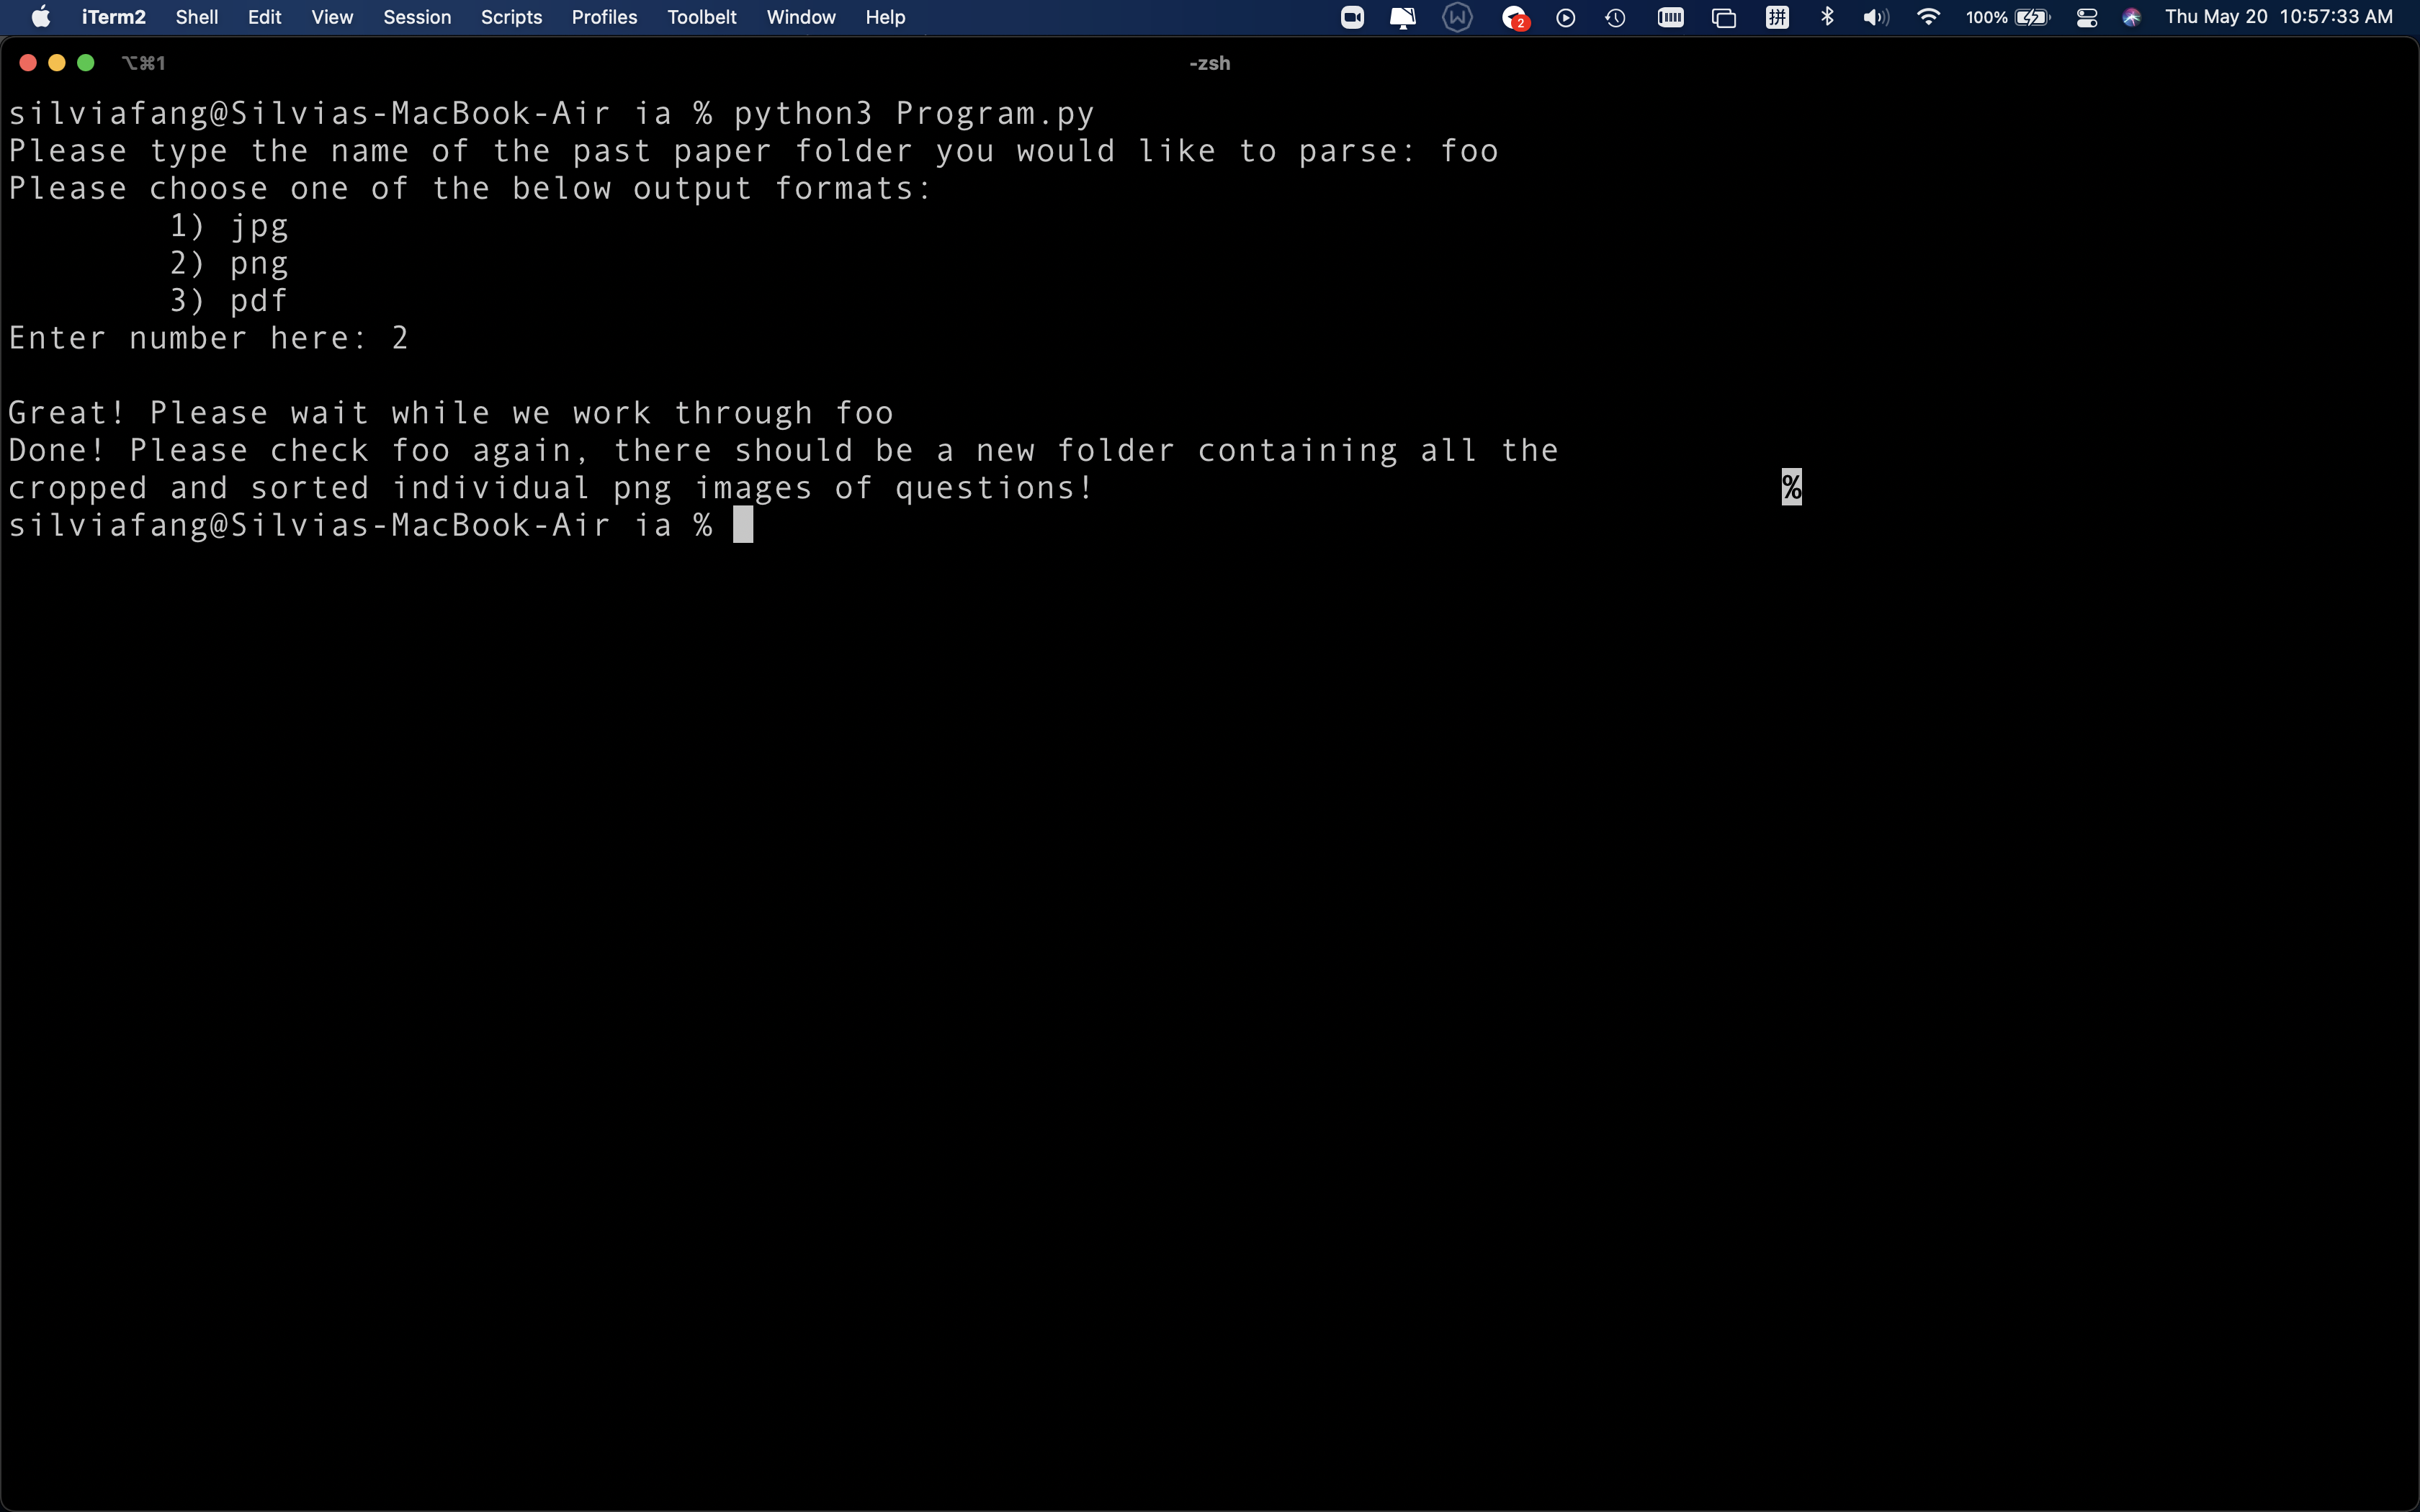 iTerm2 Shell Edit View Session Scripts Profiles Toolbelt Window Help 2 拼 100% Thu May 20 10:57:33 AM
⌥⌘1 -zsh
silviafang@Silvias-MacBook-Air ia % python3 Program.py
Please type the name of the past paper folder you would like to parse: foo
Please choose one of the below output formats:
1) jpg
2) png
3) pdf
Enter number here: 2
Great! Please wait while we work through foo
Done! Please check foo again, there should be a new folder containing all the
cropped and sorted individual png images of questions! %
silviafang@Silvias-MacBook-Air ia %